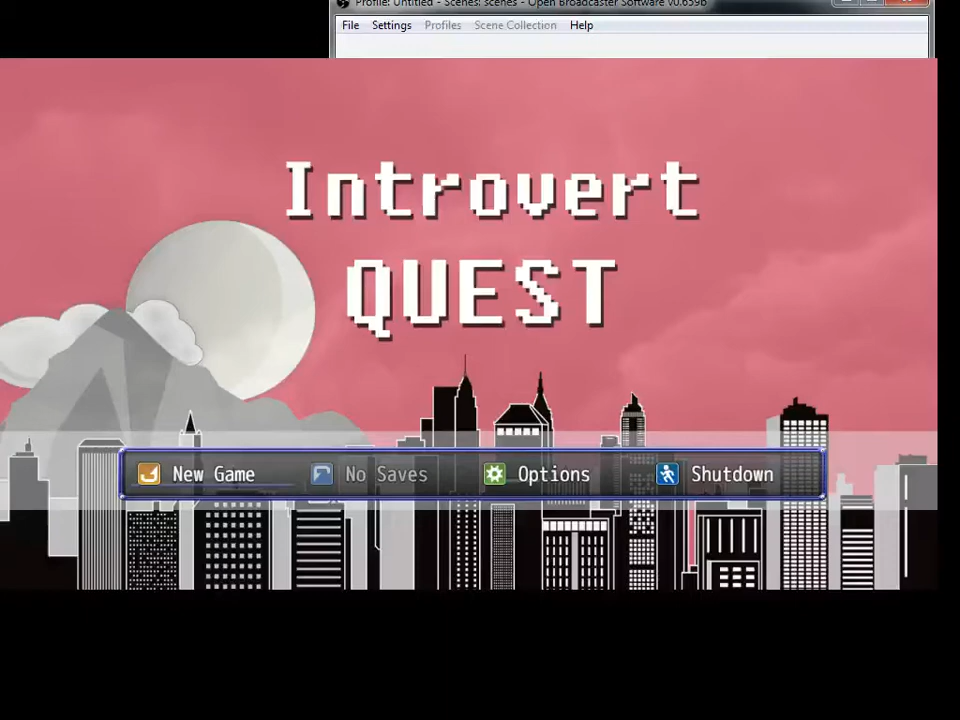 Profile: Untitled - Scenes: scenes - Open Broadcaster Software v0.659b
File Settings Profiles Scene Collection Help
Introvert
QUEST
New Game No Saves Options Shutdown